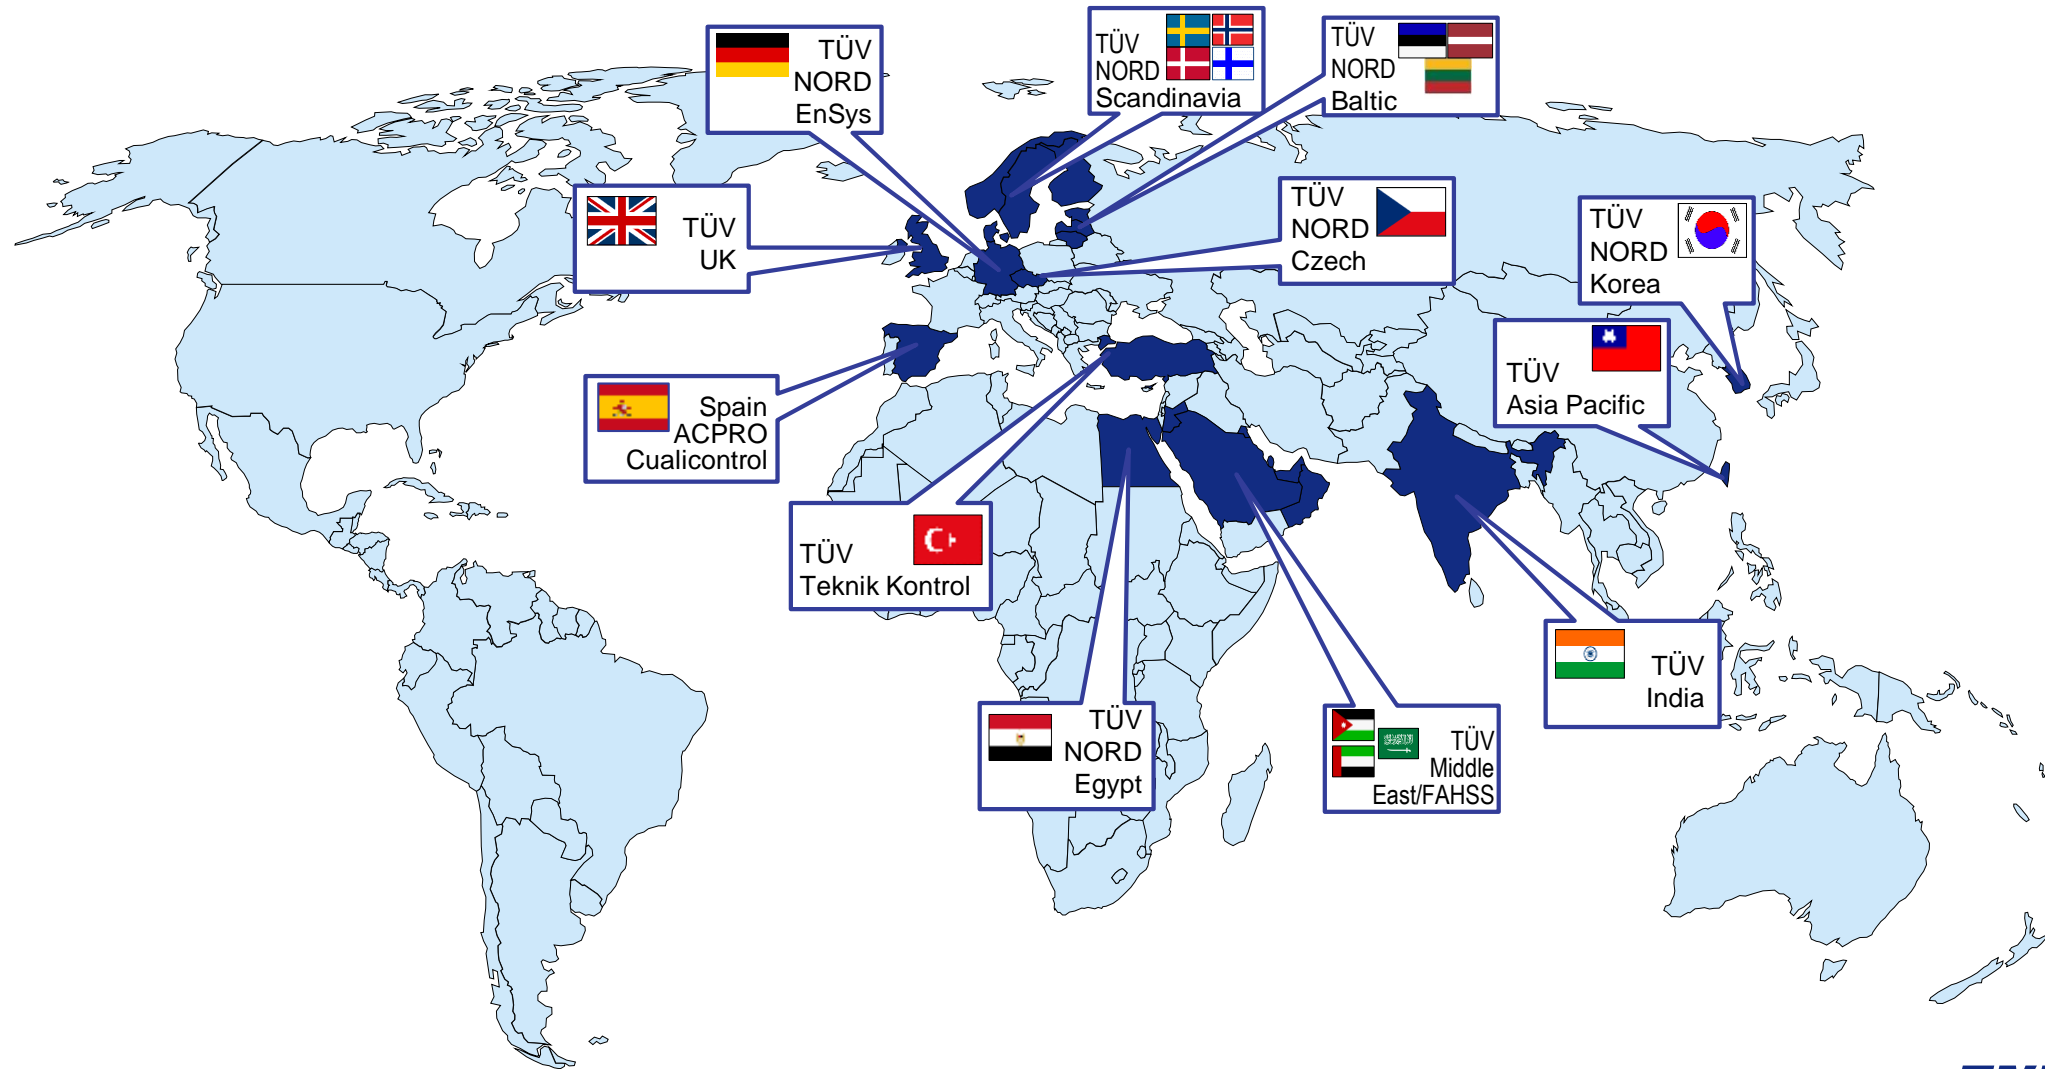 TÜV
NORD
EnSys
TÜV
NORD
Scandinavia
TÜV
NORD
Baltic
TÜV
UK
TÜV
NORD
Czech
TÜV
NORD
Korea
TÜV
Asia Pacific
Spain
ACPRO
Cualicontrol
TÜV
Teknik Kontrol
TÜV
NORD
Egypt
TÜV
Middle
East/FAHSS
TÜV
India